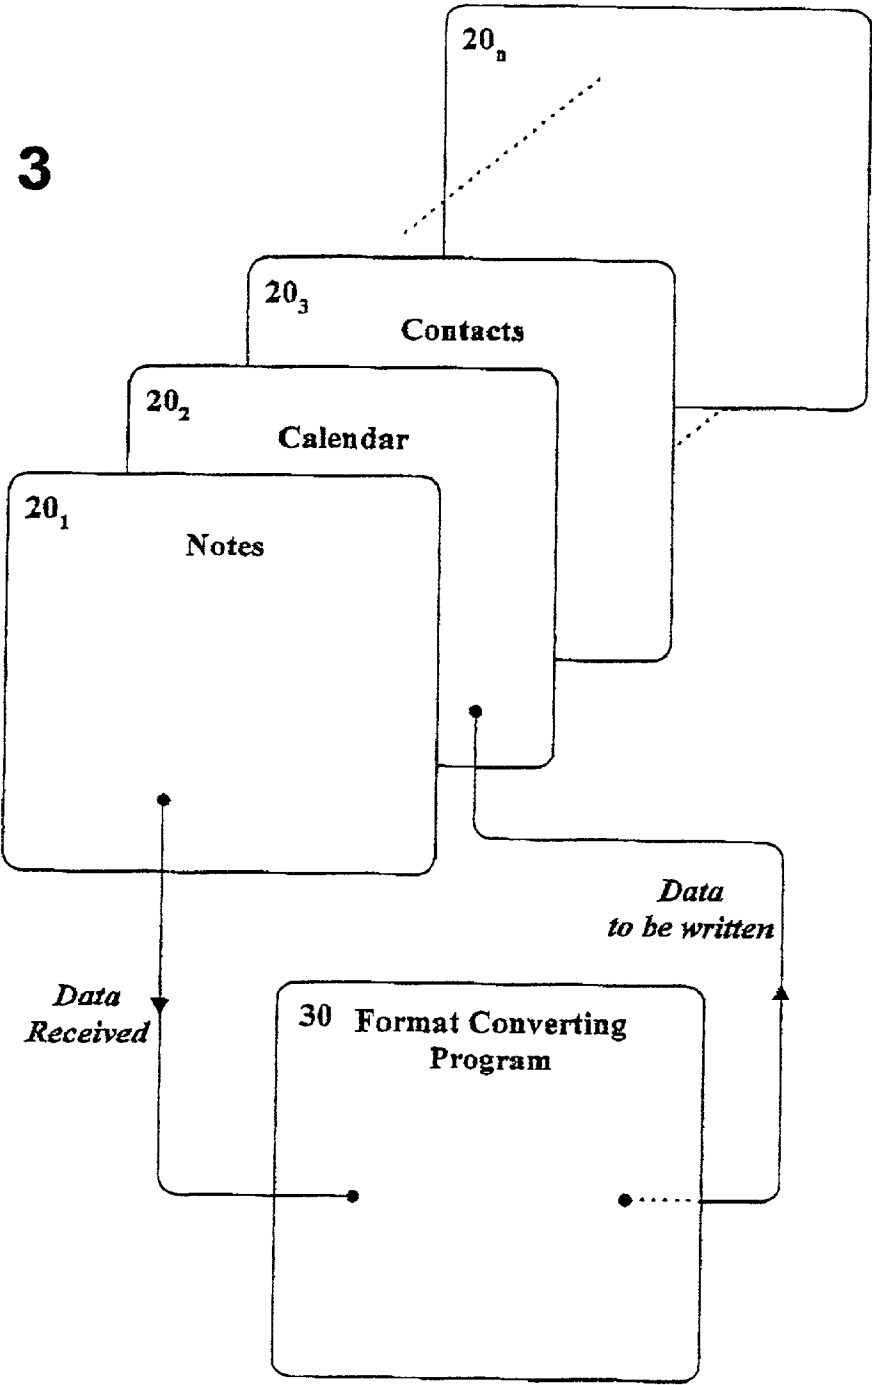 20n
3
203
Contacts
202
Calendar
201
Notes
Data
to be written
Data
Received
30 Format Converting
Program